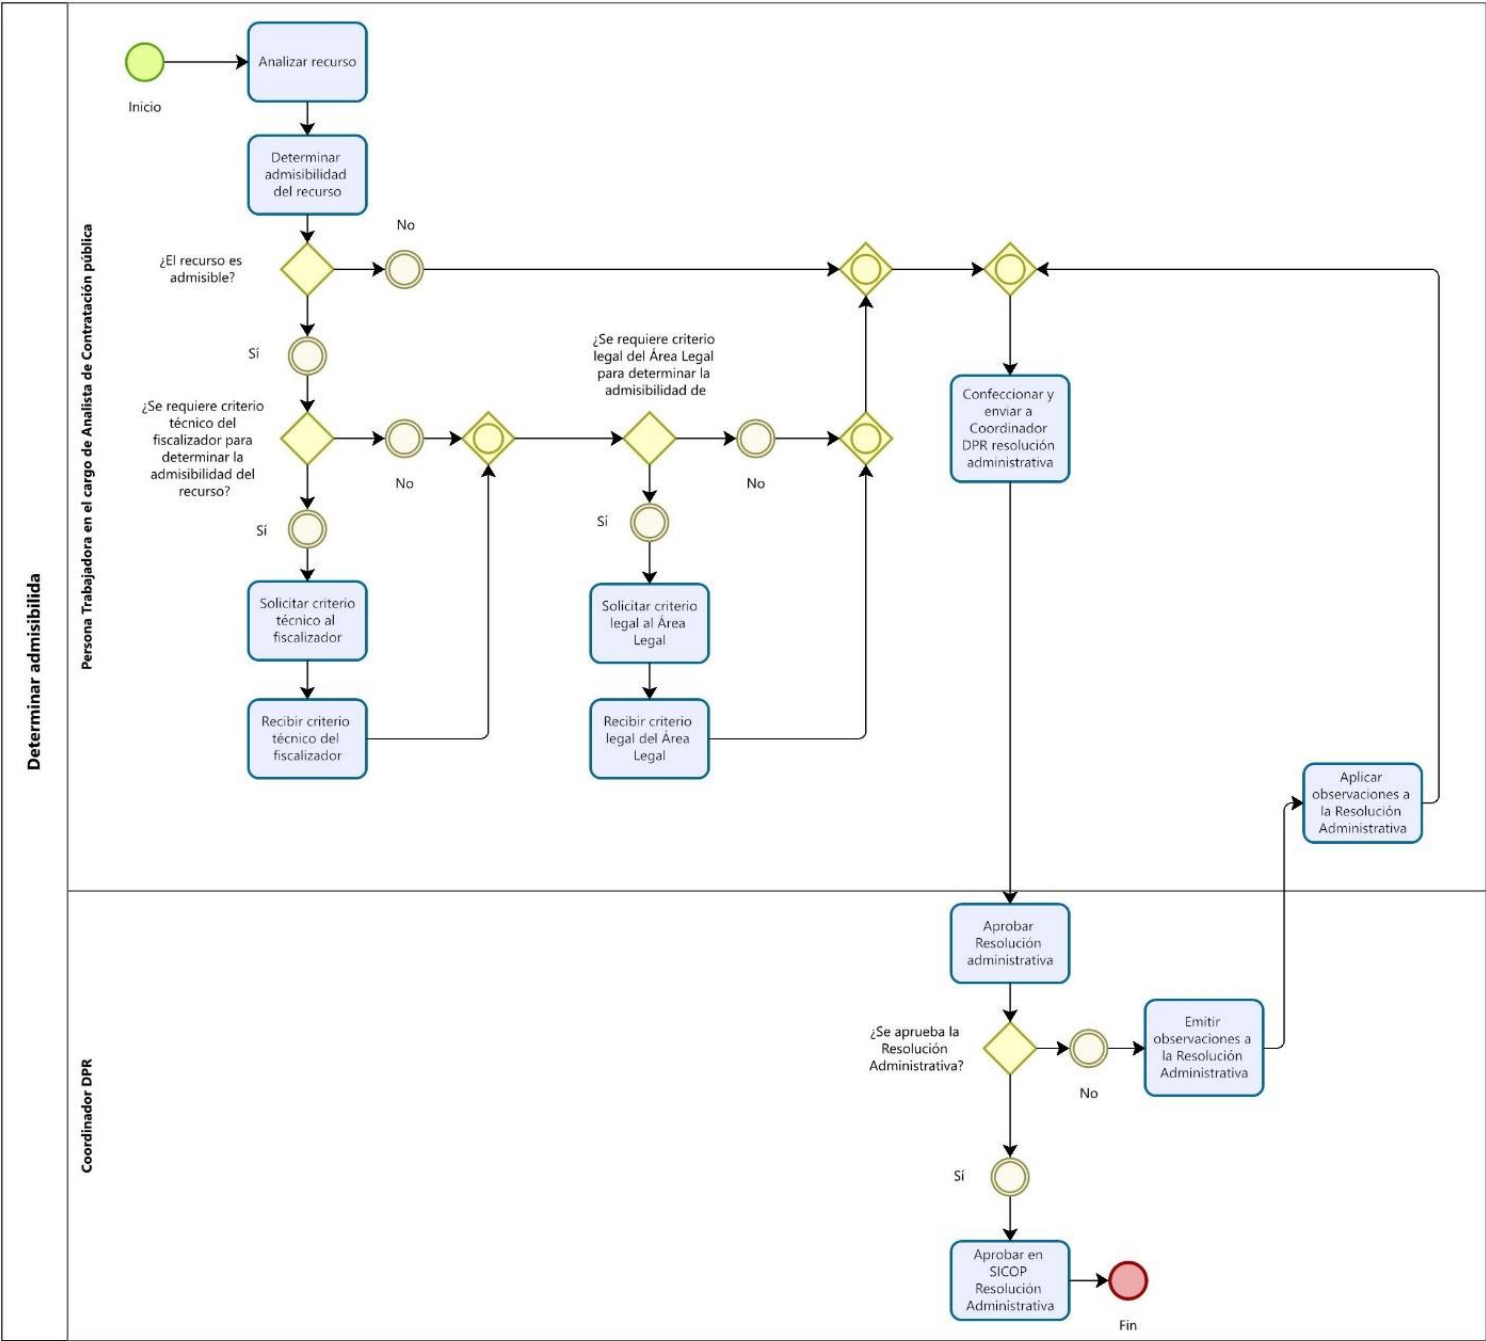 Determinar admisibilida
Persona Trabajadora en el cargo de Analista de Contratación pública
Inicio
Analizar recurso
Determinar
admisibilidad
del recurso
¿El recurso es
admisible?
No
Sí
¿Se requiere criterio
técnico del
fiscalizador para
determinar la
admisibilidad del
recurso?
No
Sí
Solicitar criterio
técnico al
fiscalizador
Recibir criterio
técnico del
fiscalizador
¿Se requiere criterio
legal del Área Legal
para determinar la
admisibilidad de
No
Sí
Solicitar criterio
legal al Área
Legal
Recibir criterio
legal del Área
Legal
Confeccionar y
enviar a
Coordinador
DPR resolución
administrativa
Aplicar
observaciones a
la Resolución
Administrativa
Coordinador DPR
Aprobar
Resolución
administrativa
¿Se aprueba la
Resolución
Administrativa?
No
Emitir
observaciones a
la Resolución
Administrativa
Sí
Aprobar en
SICOP
Resolución
Administrativa
Fin